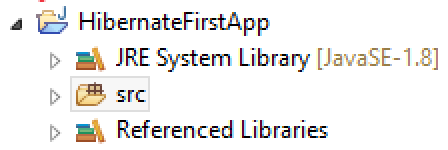 HibernateFirstApp
JRE System Library [JavaSE-1.8]
src
Referenced Libraries